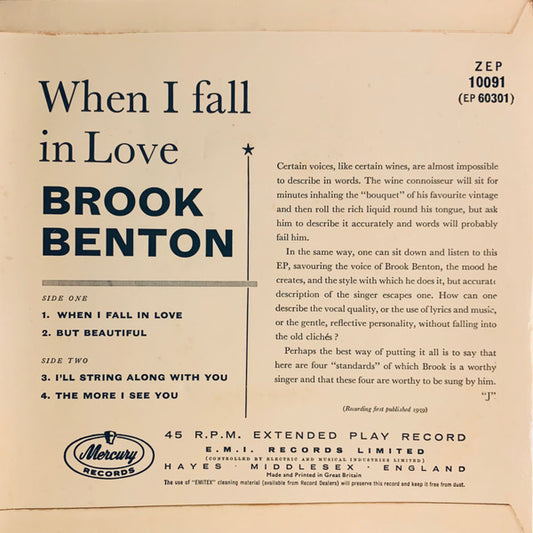 ZEP
10091
(EP 60301)
When I fall
in Love
BROOK
BENTON
SIDE ONE
1. WHEN I FALL IN LOVE
2. BUT BEAUTIFUL
SIDE TWO
3. I'LL STRING ALONG WITH YOU
4. THE MORE I SEE YOU
Certain voices, like certain wines, are almost impossible
to describe in words. The wine connoisseur will sit for
minutes inhaling the "bouquet" of his favourite vintage
and then roll the rich liquid round his tongue, but ask
him to describe it accurately and words will probably
fail him.
In the same way, one can sit down and listen to this
EP, savouring the voice of Brook Benton, the mood he
creates, and the style with which he does it, but accurate
description of the singer escapes one. How can one
describe the vocal quality, or the use of lyrics and music,
or the gentle, reflective personality, without falling into
the old clichés?
Perhaps the best way of putting it all is to say that
here are four "standards" of which Brook is a worthy
singer and that these four are worthy to be sung by him.
"J"
(Recording first published 1959)
Mercury
RECORDS
45 R.P.M. EXTENDED PLAY RECORD
E.M.I. RECORDS LIMITED
(CONTROLLED BY ELECTRIC AND MUSICAL INDUSTRIES LIMITED)
HAYES · MIDDLESEX · ENGLAND
Made and Printed in Great Britain
The use of "EMITEX" cleaning material (available from Record Dealers) will preserve this record and keep it free from dust.